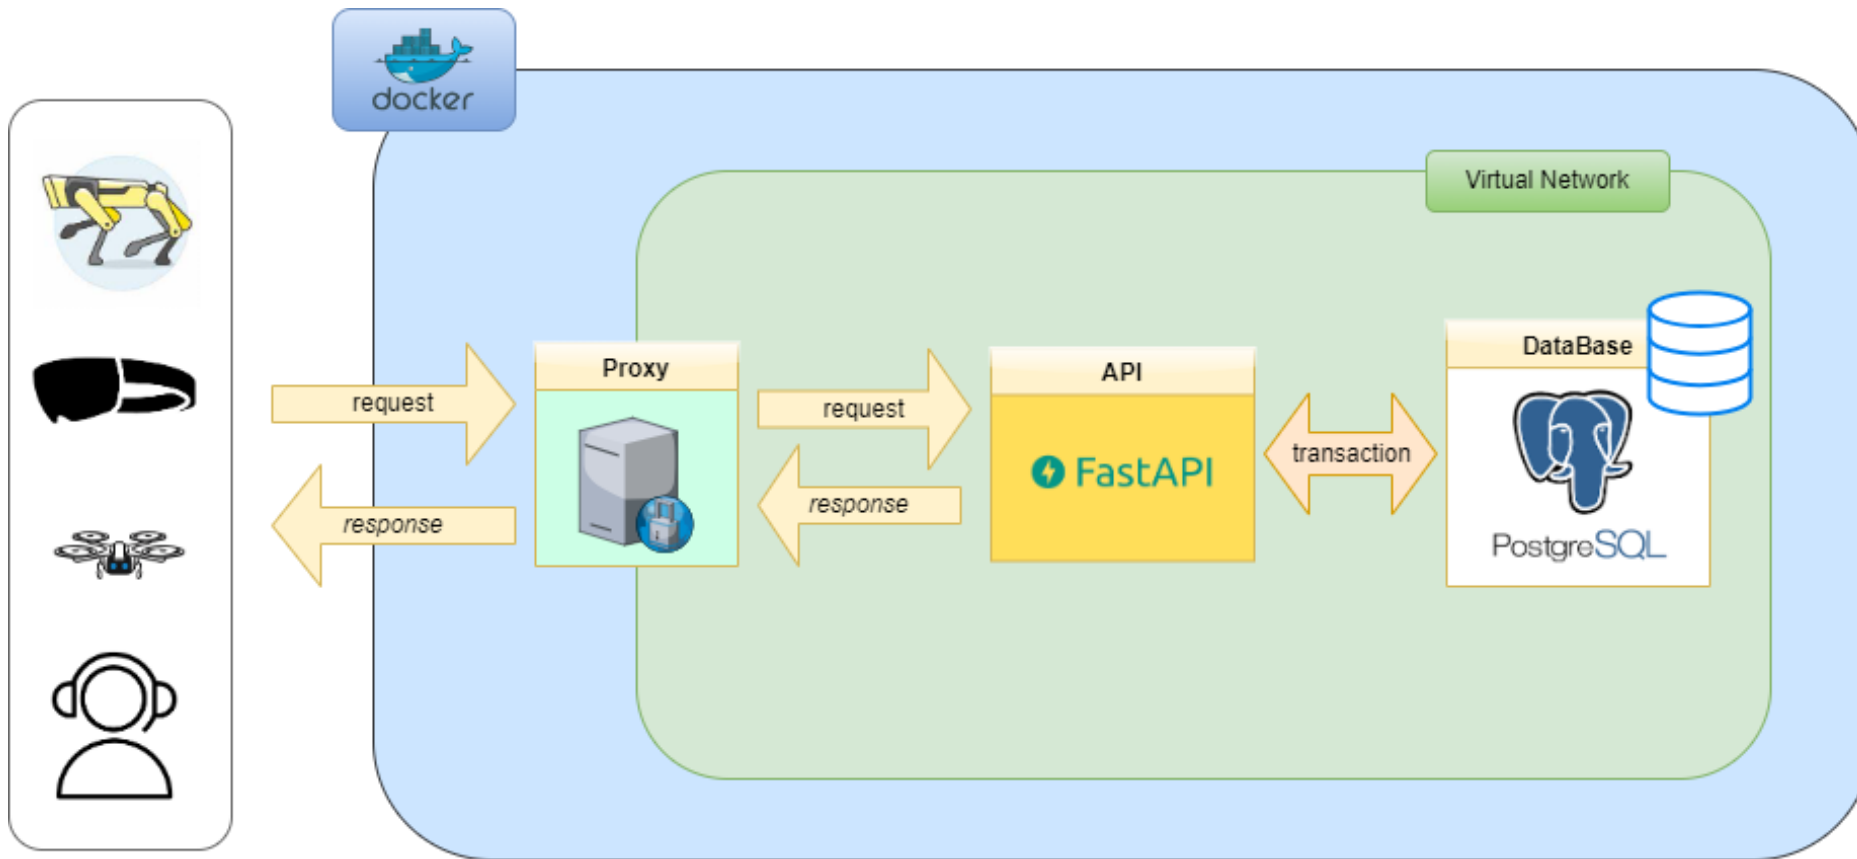 docker
Virtual Network
Proxy
request
response
request
response
API
FastAPI
transaction
DataBase
PostgreSQL